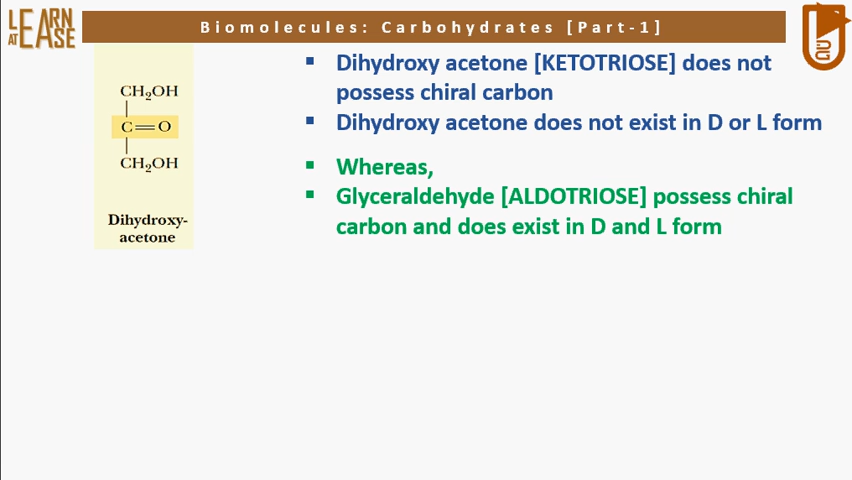 LEARN
AT EASE
Biomolecules: Carbohydrates [Part-1]
CH₂OH
C=O
CH₂OH
Dihydroxy-
acetone
▪ Dihydroxy acetone [KETOTRIOSE] does not
possess chiral carbon
▪ Dihydroxy acetone does not exist in D or L form
▪ Whereas,
▪ Glyceraldehyde [ALDOTRIOSE] possess chiral
carbon and does exist in D and L form